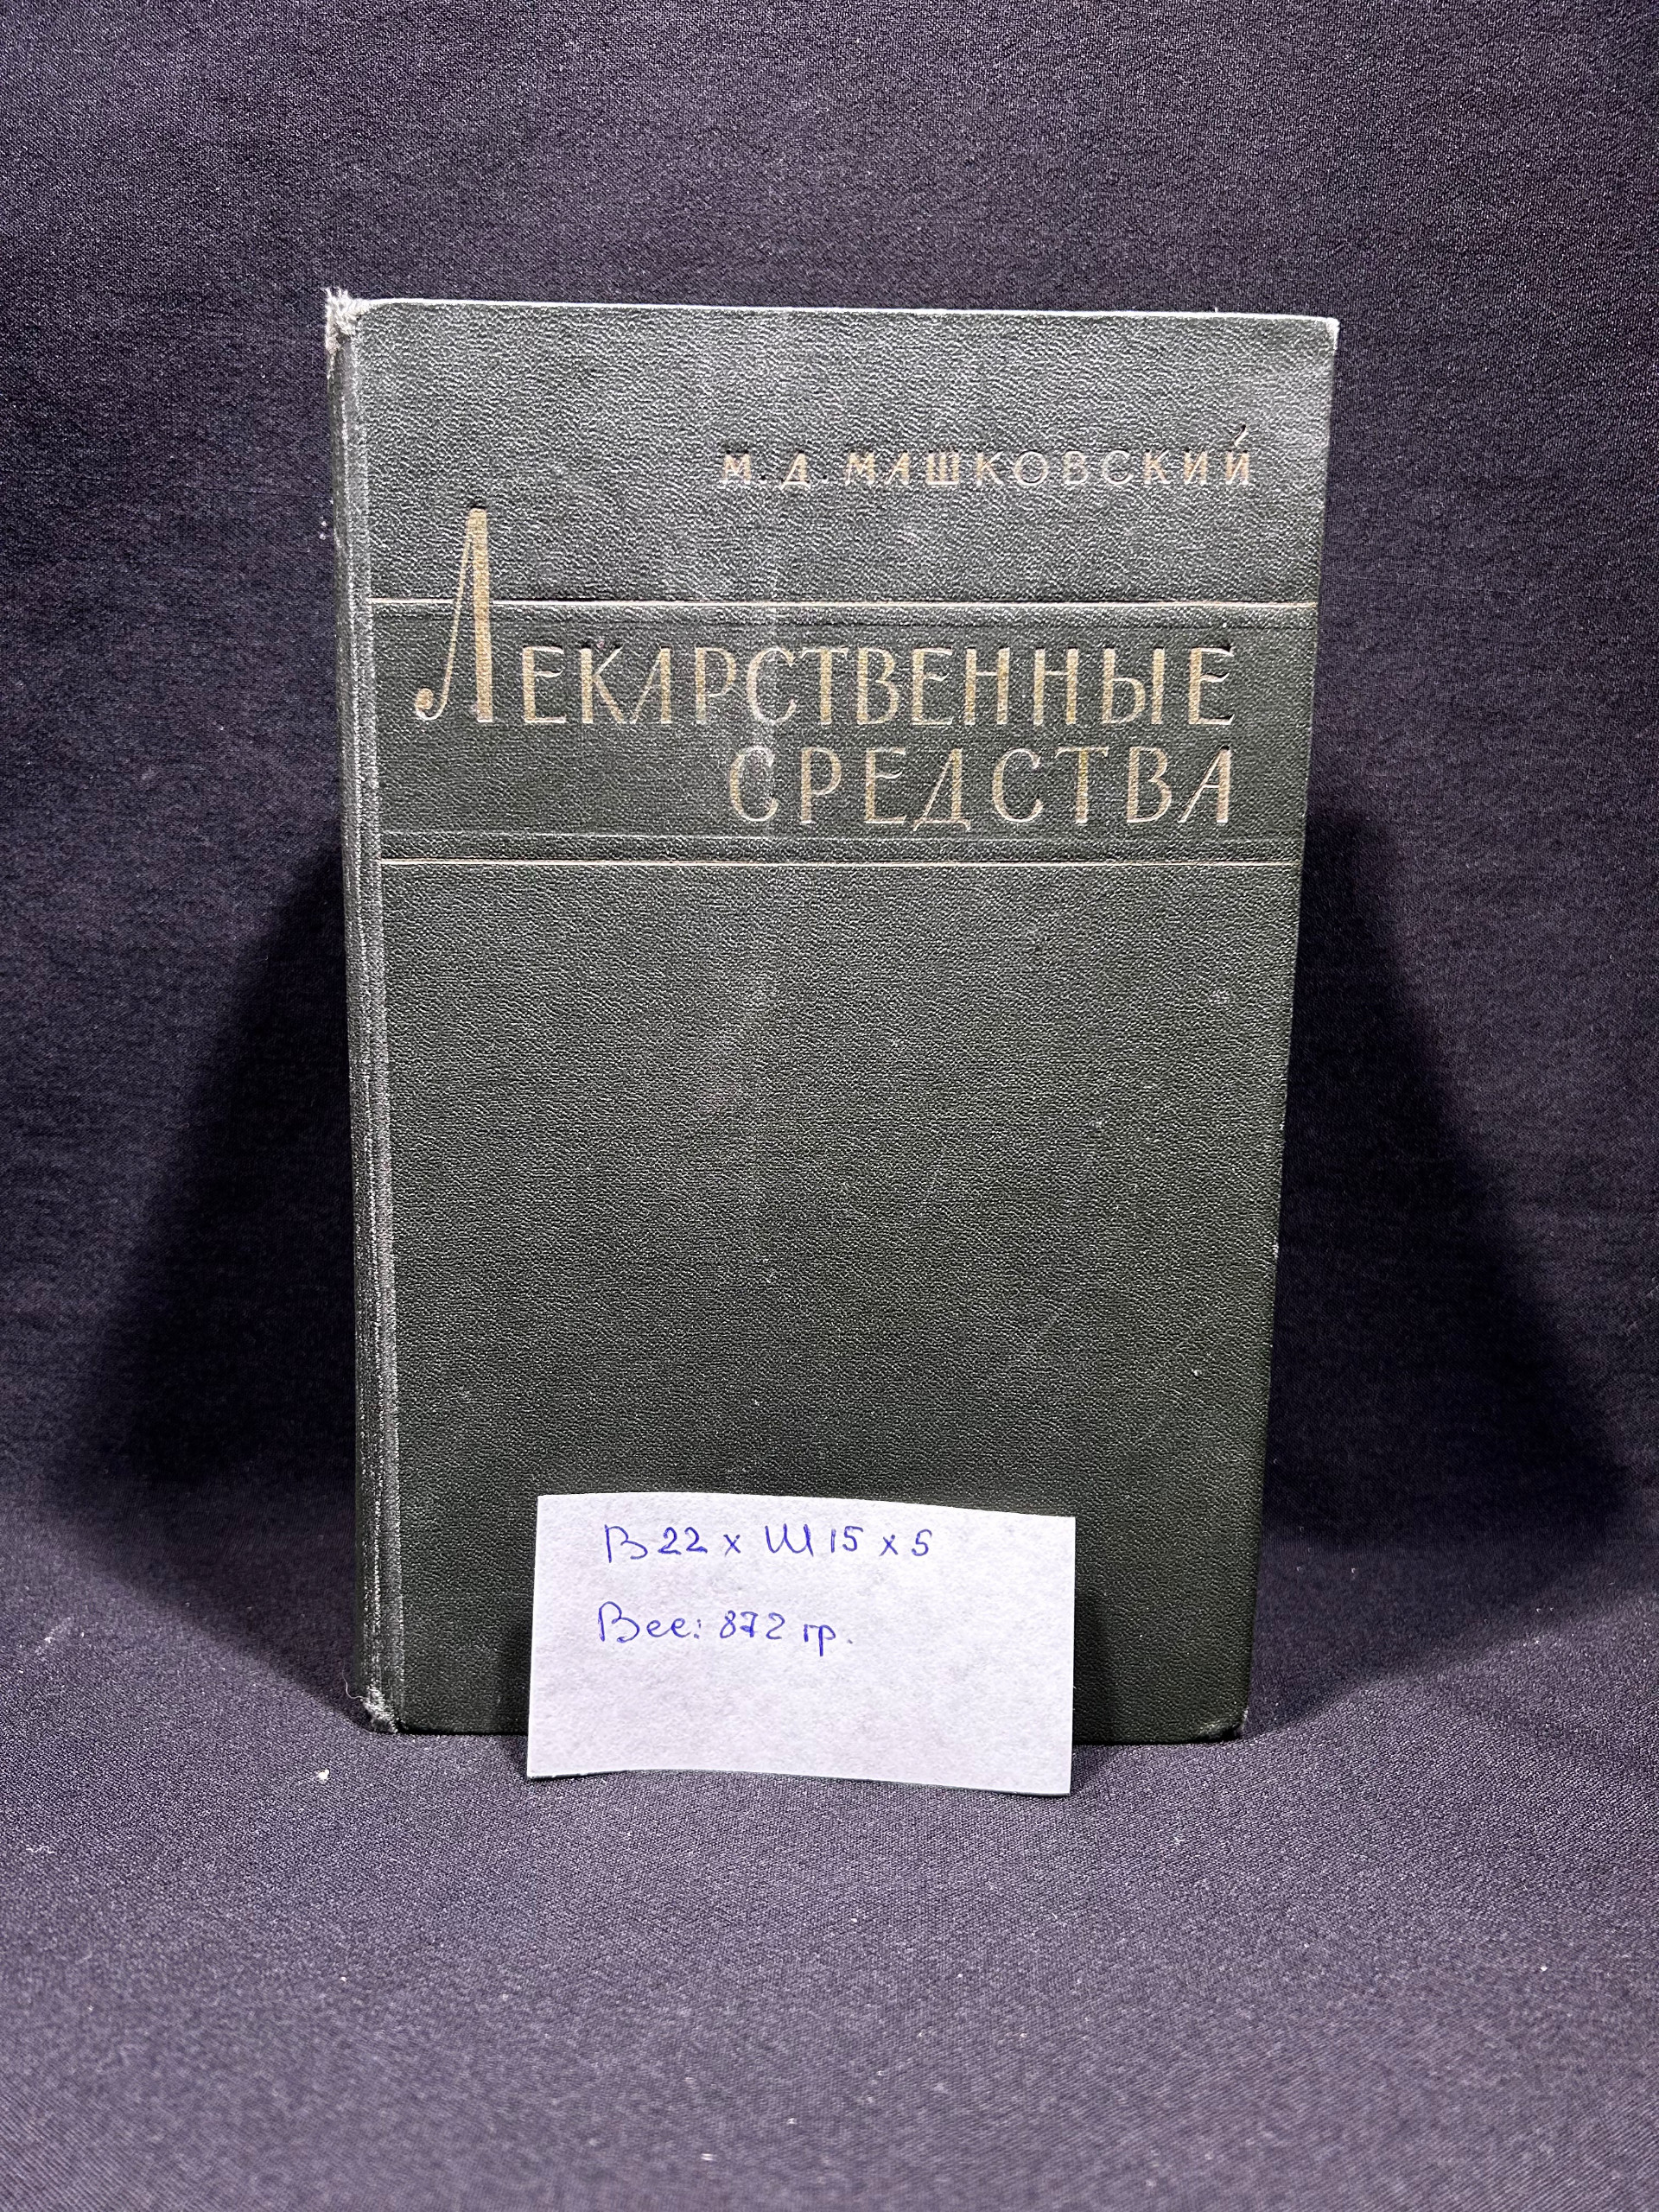 М. Д. МАШКОВСКИЙ
ЛЕКАРСТВЕННЫЕ
СРЕДСТВА
В 22 х Ш 15 х 5
Вес: 872 гр.